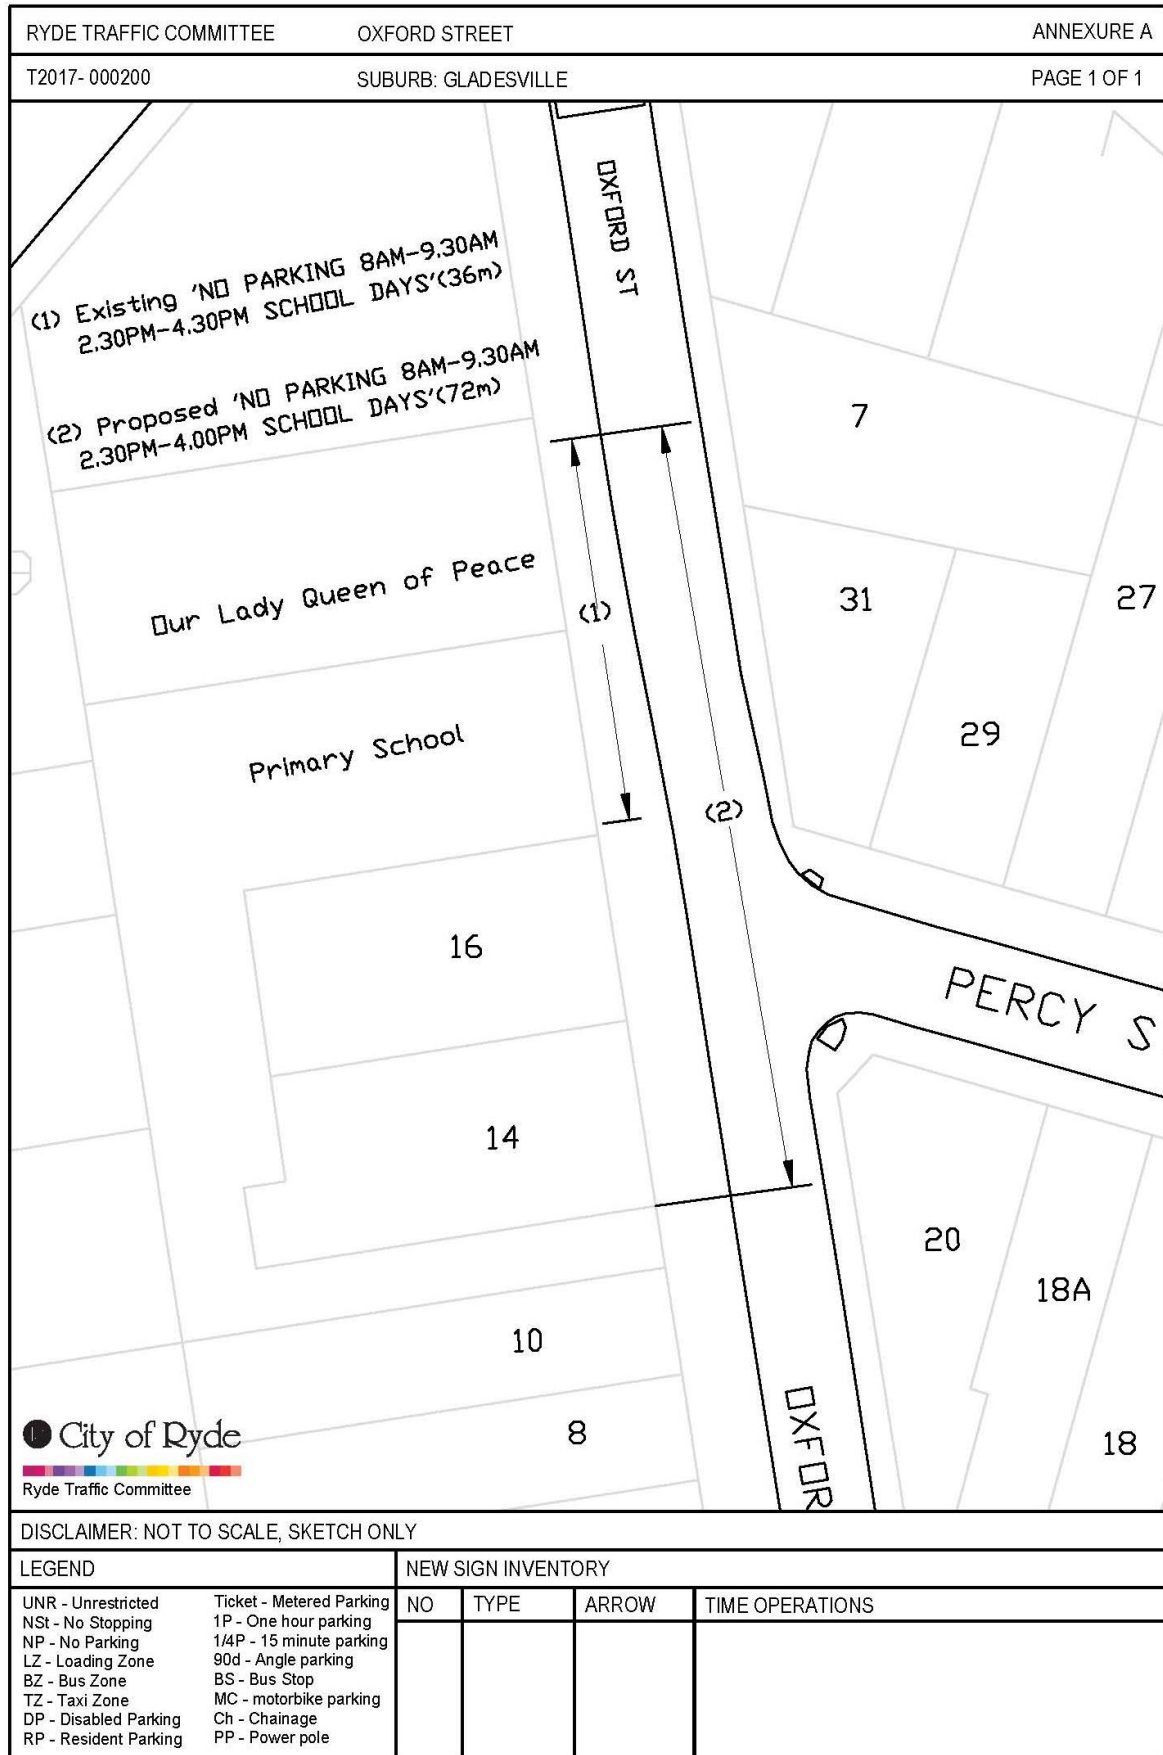 RYDE TRAFFIC COMMITTEE OXFORD STREET ANNEXURE A
T2017- 000200 SUBURB: GLADESVILLE PAGE 1 OF 1
OXFORD ST
(1) Existing 'NO PARKING 8AM-9.30AM
2.30PM-4.30PM SCHOOL DAYS'(36m)
(2) Proposed 'NO PARKING 8AM-9.30AM
2.30PM-4.00PM SCHOOL DAYS'(72m)
7
Our Lady Queen of Peace
(1)
31
27
Primary School
29
(2)
16
PERCY S
14
20
18A
10
OXFOR
8
18
City of Ryde
Ryde Traffic Committee
DISCLAIMER: NOT TO SCALE, SKETCH ONLY
LEGEND
UNR - Unrestricted
NSt - No Stopping
NP - No Parking
LZ - Loading Zone
BZ - Bus Zone
TZ - Taxi Zone
DP - Disabled Parking
RP - Resident Parking
Ticket - Metered Parking
1P - One hour parking
1/4P - 15 minute parking
90d - Angle parking
BS - Bus Stop
MC - motorbike parking
Ch - Chainage
PP - Power pole
NEW SIGN INVENTORY
NO TYPE ARROW TIME OPERATIONS